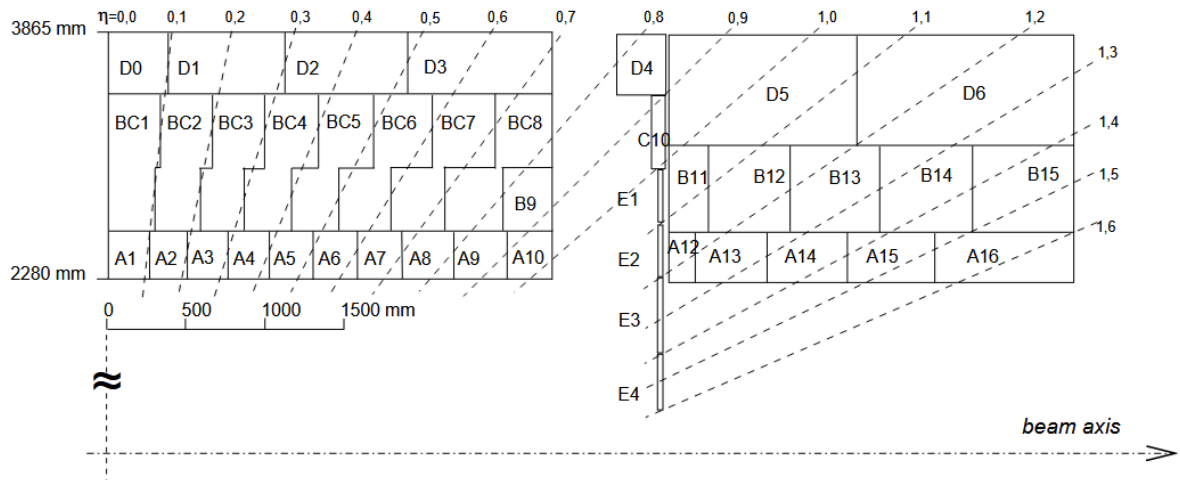 η=0,0 0,1 0,2 0,3 0,4 0,5 0,6 0,7 0,8 0,9 1,0 1,1 1,2
3865 mm
1,3
D0 D1 D2 D3 D4 D5 D6
1,4
BC1 BC2 BC3 BC4 BC5 BC6 BC7 BC8 C10
1,5
B11 B12 B13 B14 B15
B9 E1
1,6
A1 A2 A3 A4 A5 A6 A7 A8 A9 A10 E2 A12 A13 A14 A15 A16
2280 mm
0 500 1000 1500 mm
E3
E4
beam axis